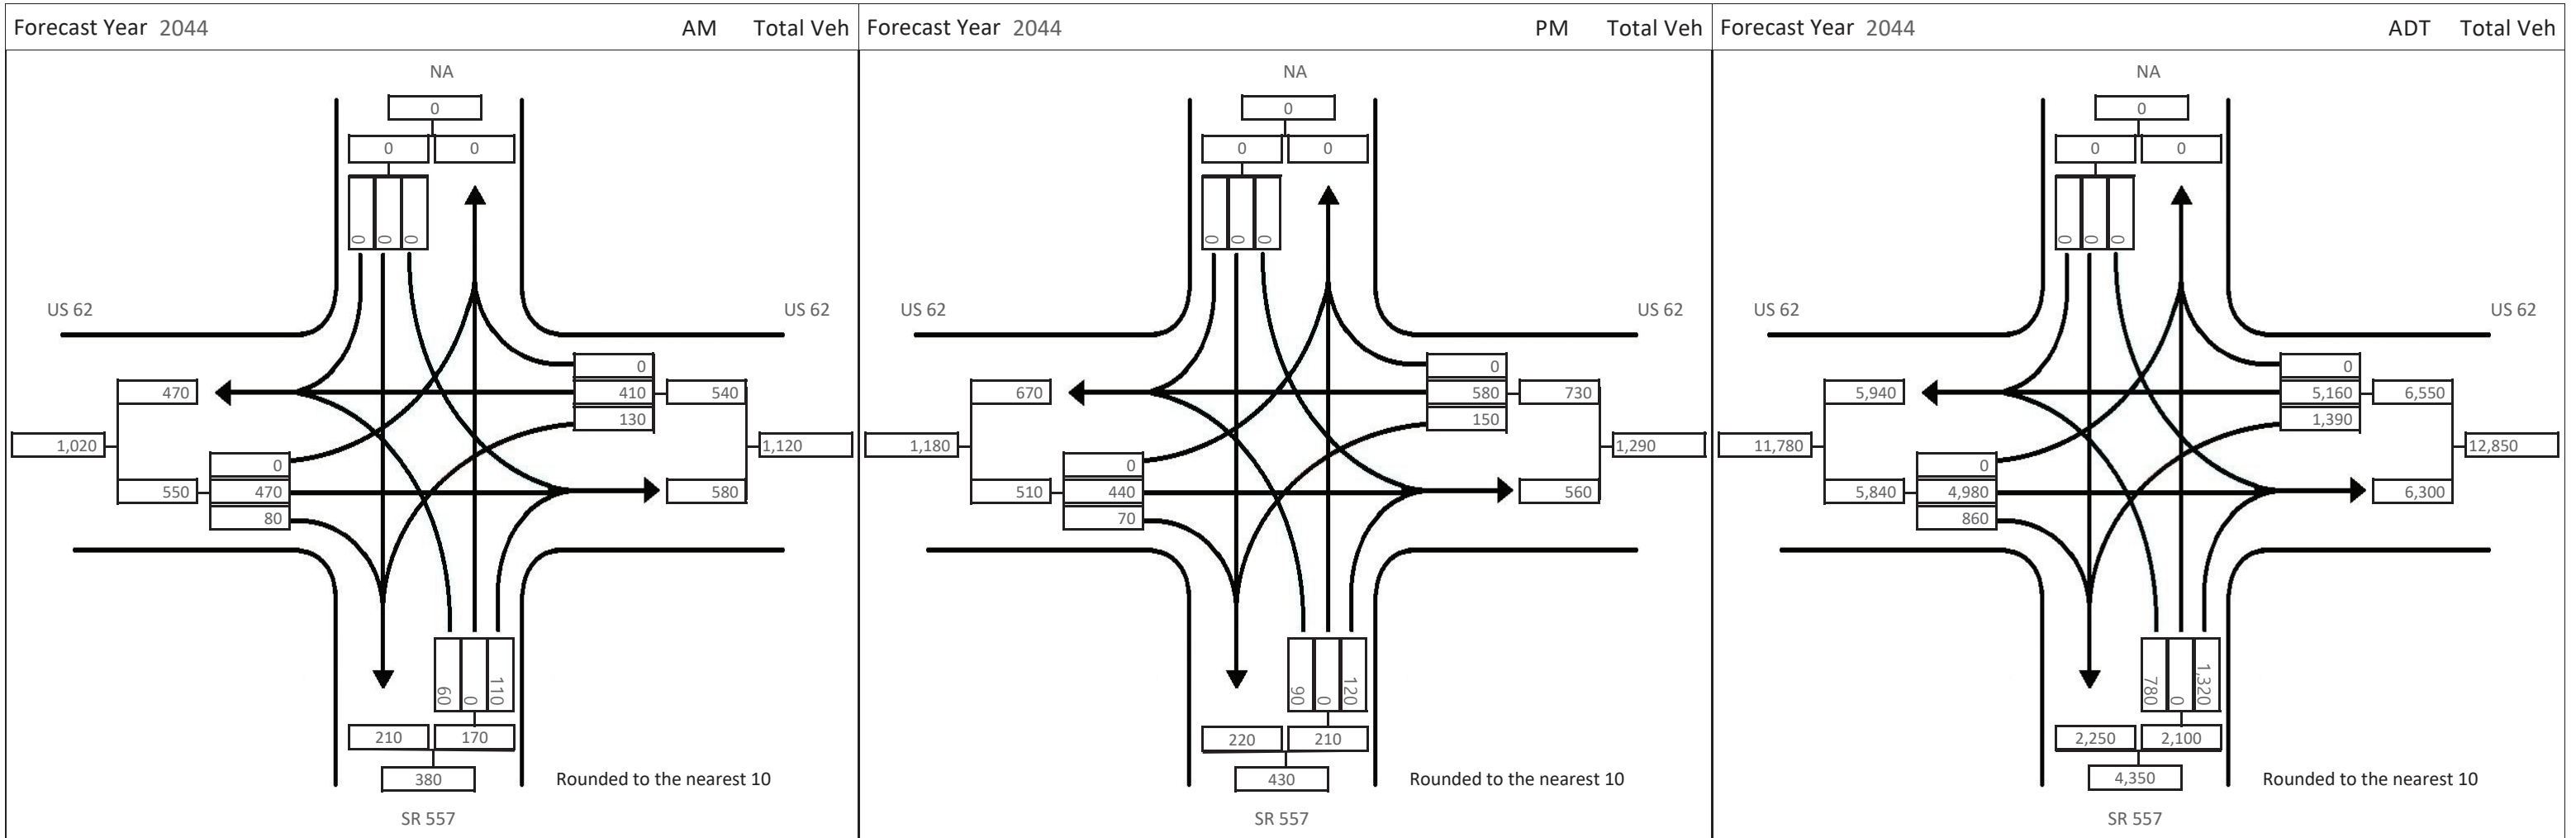 Forecast Year 2044 AM Total Veh
NA
0
0 0
0 0 0
US 62 US 62
0
470 410 540
130
1,020 1,120
0
550 470 580
80
60 0 110
210 170
380 Rounded to the nearest 10
SR 557
Forecast Year 2044 PM Total Veh
NA
0
0 0
0 0 0
US 62 US 62
0
670 580 730
150
1,180 1,290
0
510 440 560
70
90 0 120
220 210
430 Rounded to the nearest 10
SR 557
Forecast Year 2044 ADT Total Veh
NA
0
0 0
0 0 0
US 62 US 62
0
5,940 5,160 6,550
1,390
11,780 12,850
0
5,840 4,980 6,300
860
780 0 1,320
2,250 2,100
4,350 Rounded to the nearest 10
SR 557